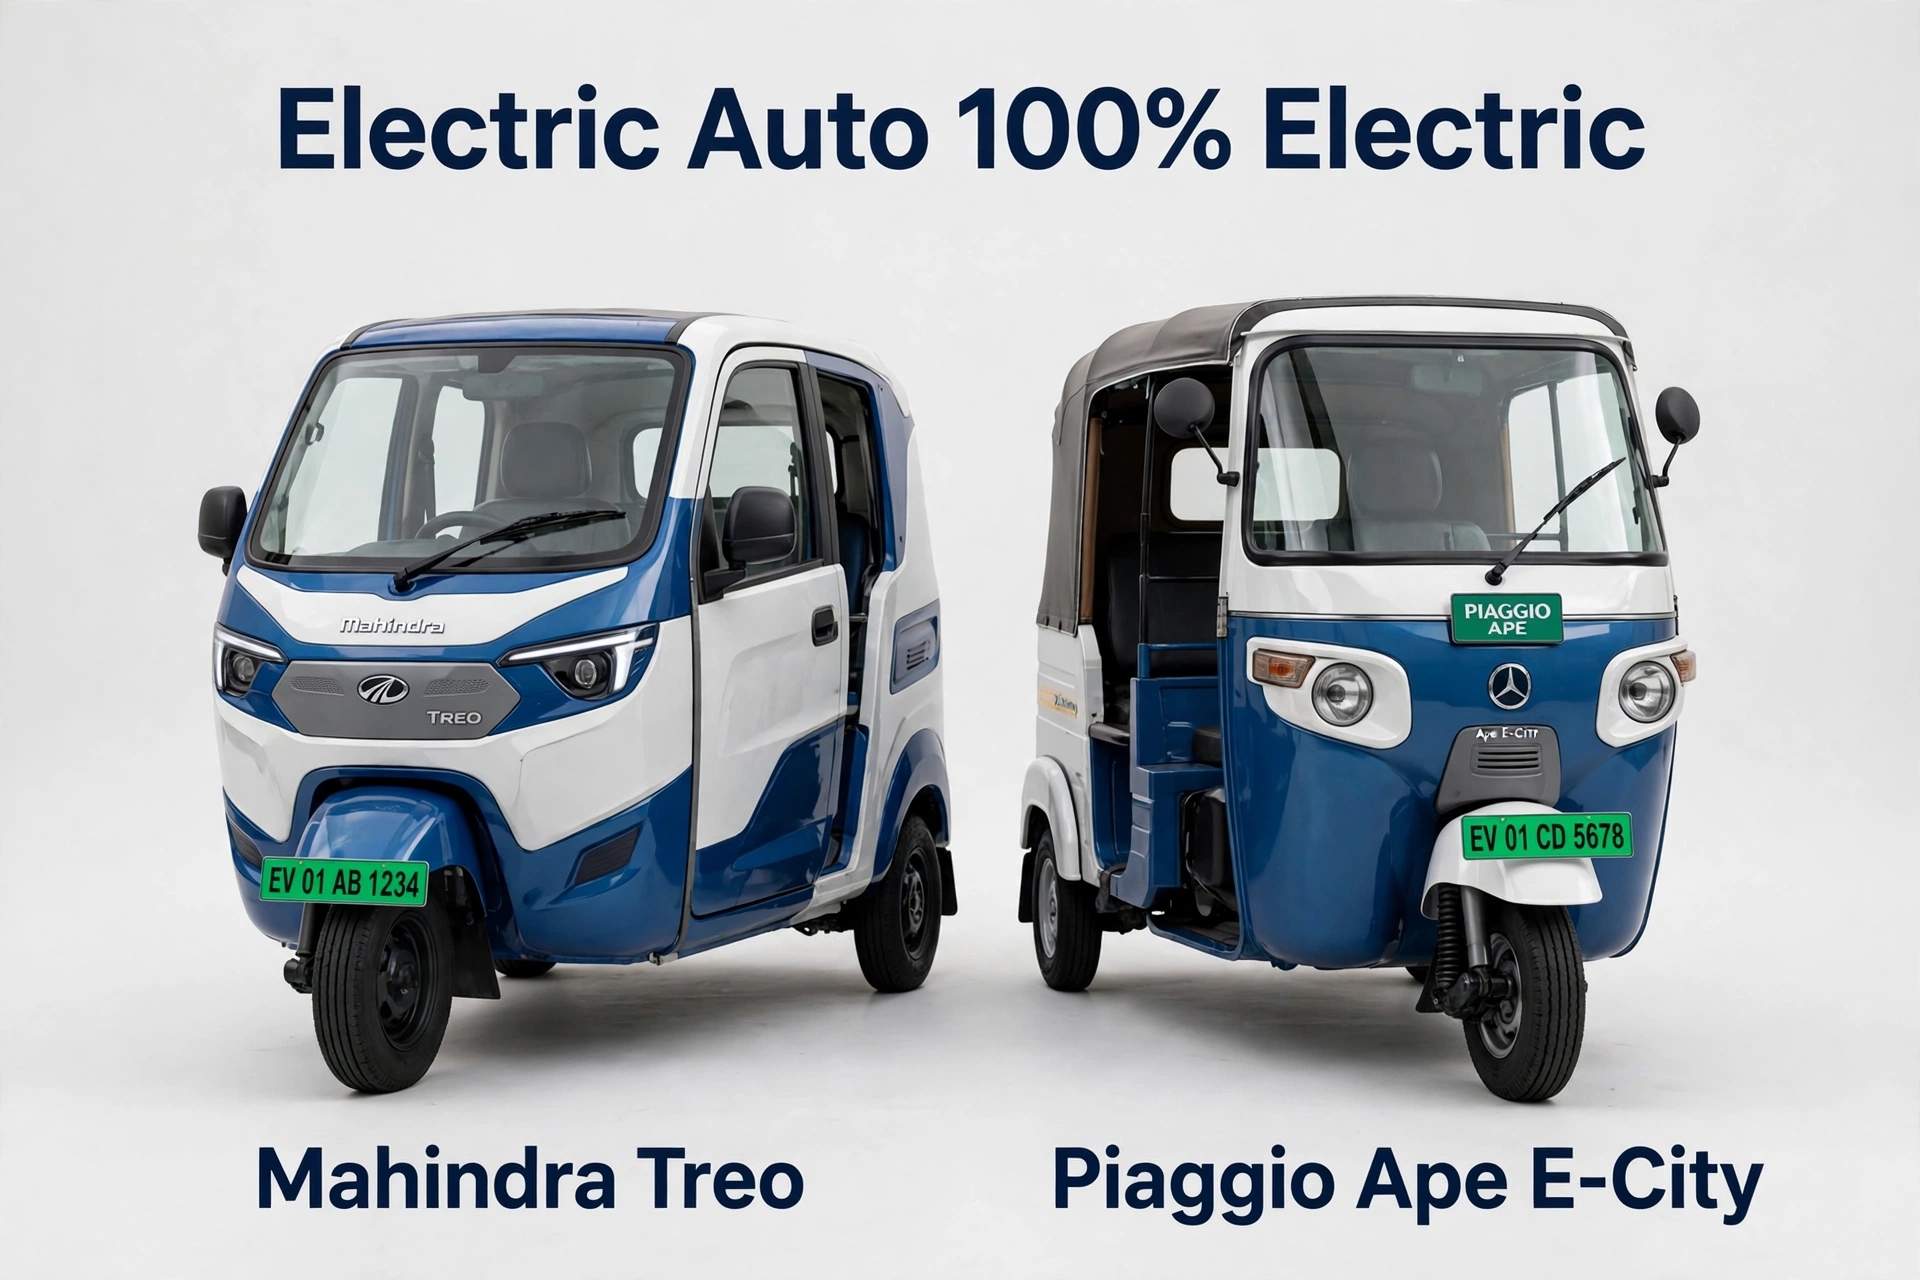 Electric Auto 100% Electric
Mahindra
TREO
EV 01 AB 1234
PIAGGIO
APE
Ape E-CITY
EV 01 CD 5678
Mahindra Treo
Piaggio Ape E-City